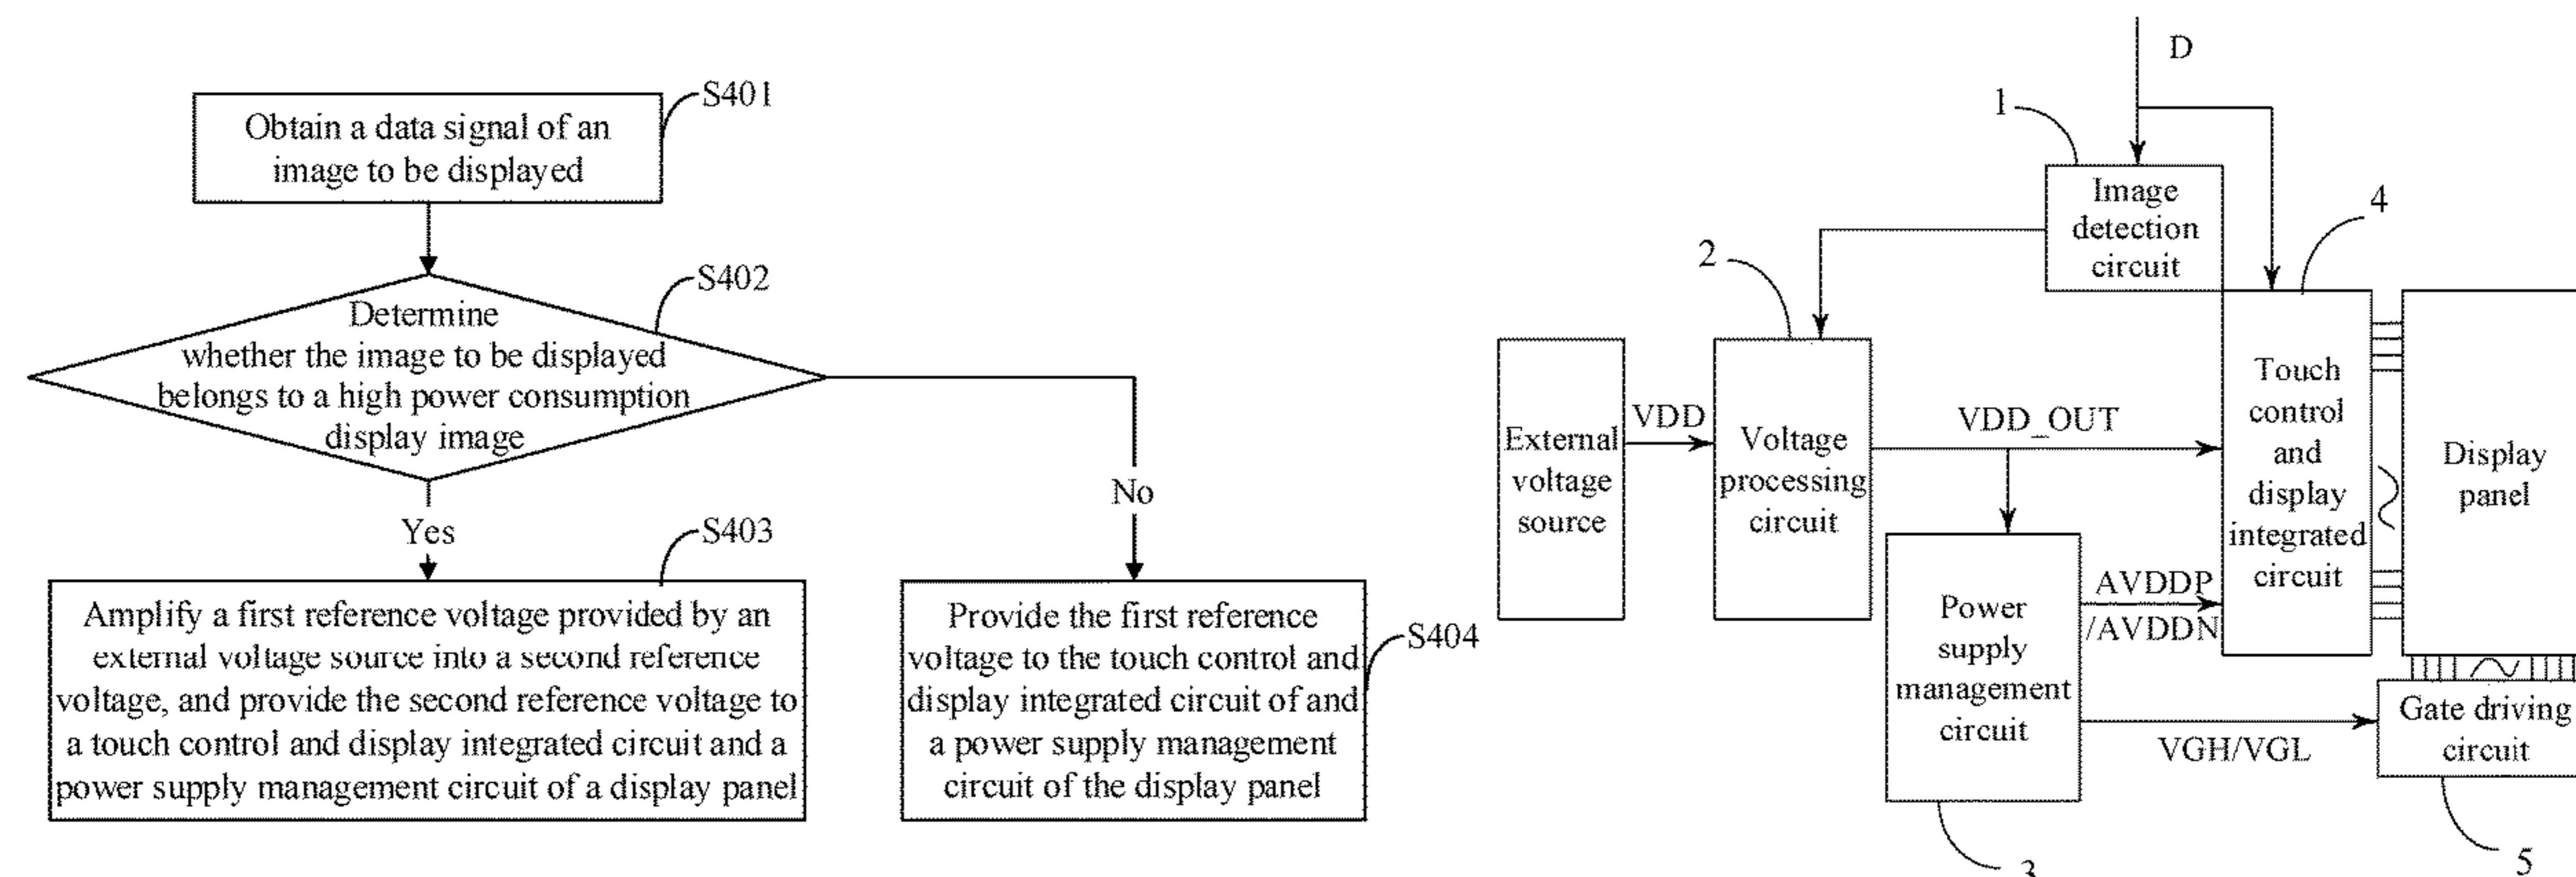 S401
Obtain a data signal of an
image to be displayed
S402
Determine
whether the image to be displayed
belongs to a high power consumption
display image
No
Yes
S403
Amplify a first reference voltage provided by an
external voltage source into a second reference
voltage, and provide the second reference voltage to
a touch control and display integrated circuit and a
power supply management circuit of a display panel
Provide the first reference
voltage to the touch control and
display integrated circuit of and
a power supply management
circuit of the display panel
S404
D
1
Image
detection
circuit
4
2
External
voltage
source
VDD
Voltage
processing
circuit
VDD_OUT
Touch
control
and
display
integrated
circuit
Display
panel
Power
supply
management
circuit
AVDDP
/AVDDN
VGH/VGL
Gate driving
circuit
3
5